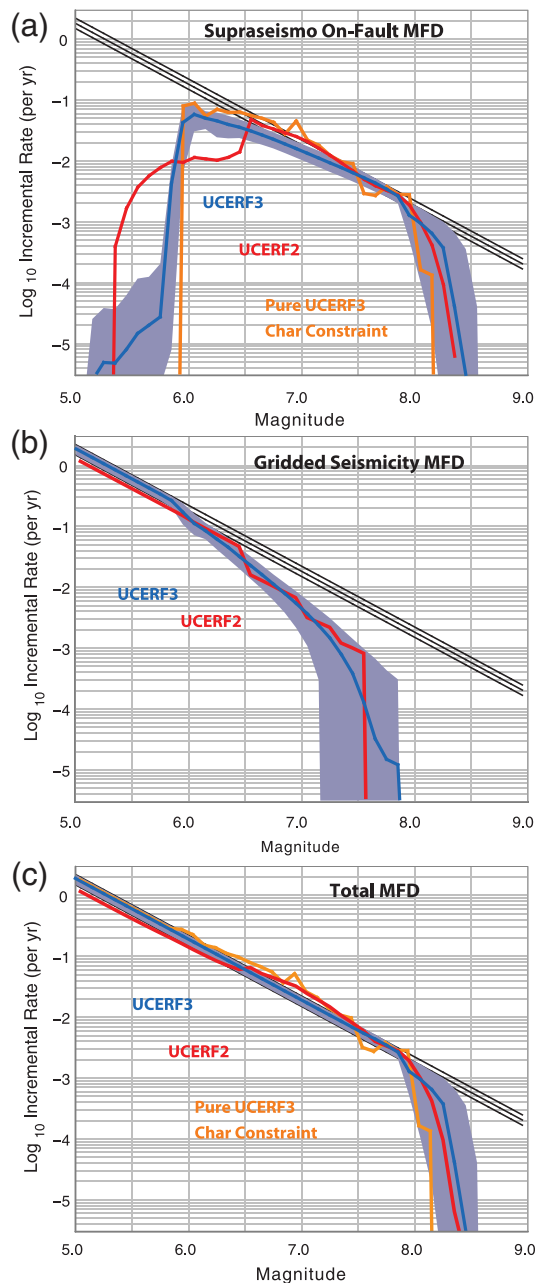 (a)
Supraseismo On-Fault MFD
0
−1
−2
−3
−4
−5
Log 10 Incremental Rate (per yr)
UCERF3
UCERF2
Pure UCERF3
Char Constraint
5.0 6.0 7.0 8.0 9.0
Magnitude
(b)
Gridded Seismicity MFD
0
−1
−2
−3
−4
−5
Log 10 Incremental Rate (per yr)
UCERF3
UCERF2
5.0 6.0 7.0 8.0 9.0
Magnitude
(c)
Total MFD
0
−1
−2
−3
−4
−5
Log 10 Incremental Rate (per yr)
UCERF3
UCERF2
Pure UCERF3
Char Constraint
5.0 6.0 7.0 8.0 9.0
Magnitude